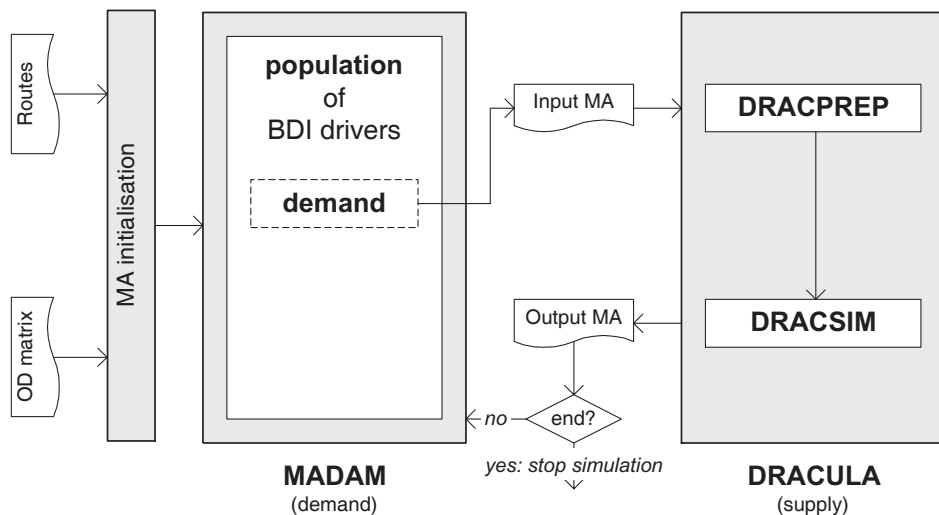 Routes
OD matrix
MA initialisation
population
of
BDI drivers
demand
Input MA
Output MA
end?
no
yes: stop simulation
DRACPREP
DRACSIM
MADAM
(demand)
DRACULA
(supply)